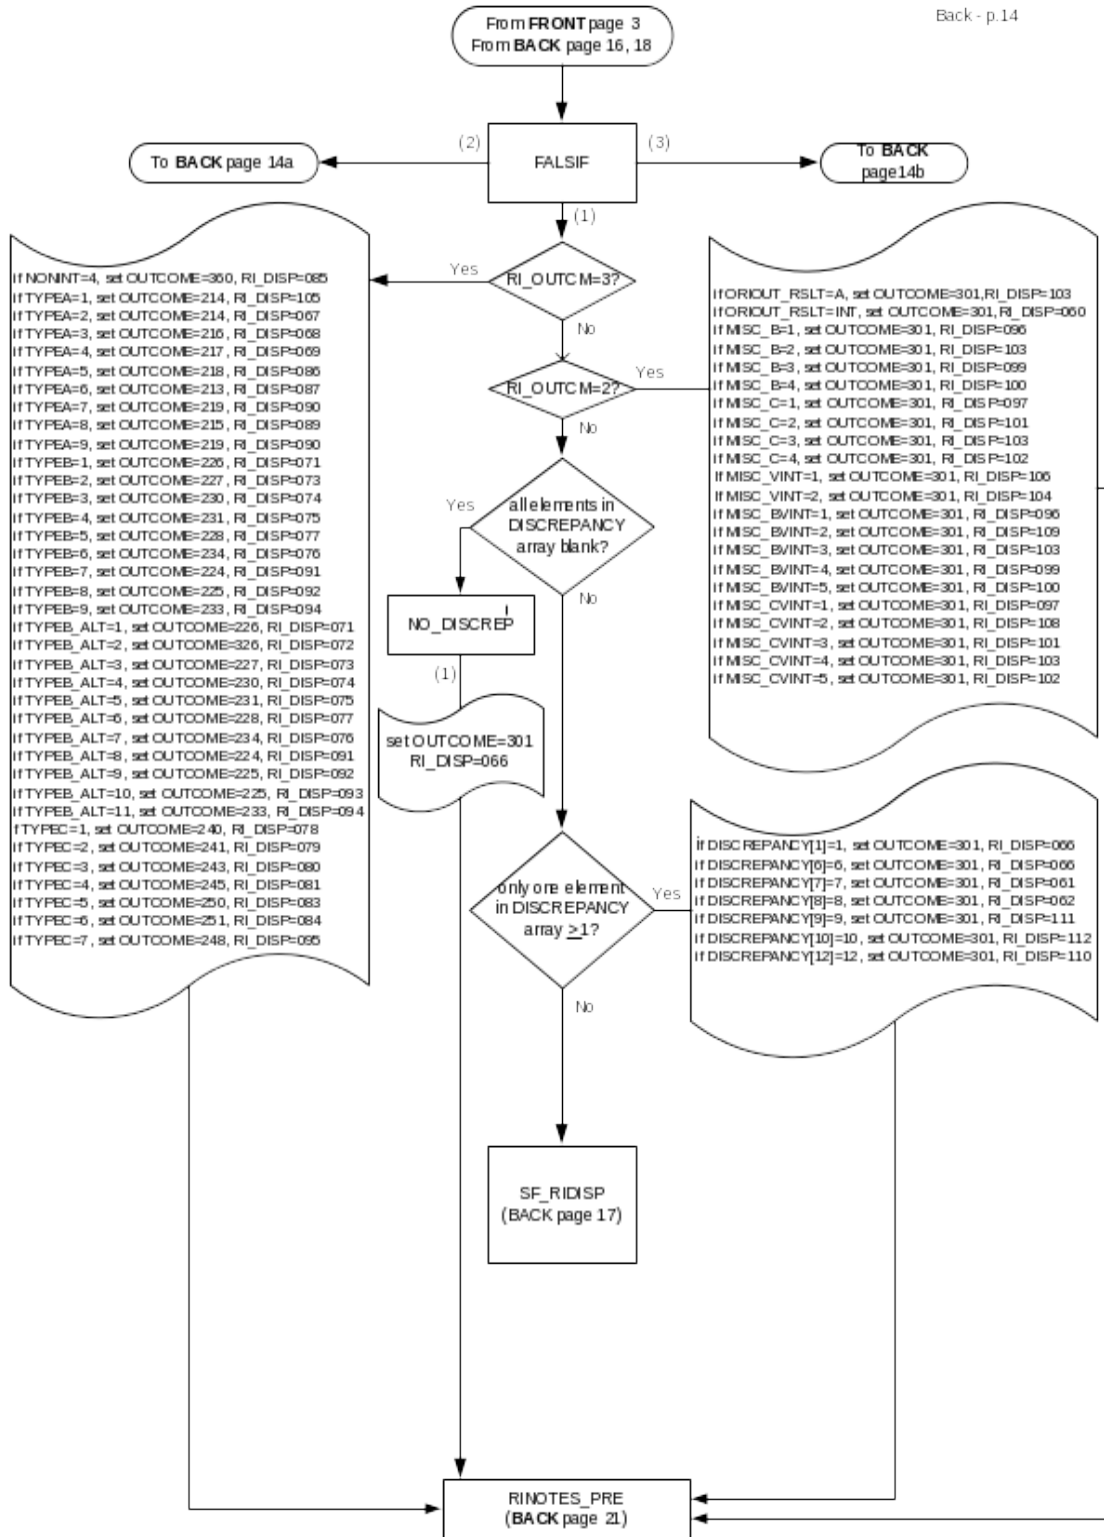 Back - p.14
From FRONT page 3
From BACK page 16, 18
(2)
(3)
To BACK page 14a
FALSIF
To BACK
page14b
(1)
Yes
RI_OUTCM=3?
No
RI_OUTCM=2?
Yes
No
if NONINT=4, set OUTCOME=360, RI_DISP=085
if TYPEA=1, set OUTCOME=214, RI_DISP=105
if TYPEA=2, set OUTCOME=214, RI_DISP=067
if TYPEA=3, set OUTCOME=216, RI_DISP=068
if TYPEA=4, set OUTCOME=217, RI_DISP=069
if TYPEA=5, set OUTCOME=218, RI_DISP=086
if TYPEA=6, set OUTCOME=213, RI_DISP=087
if TYPEA=7, set OUTCOME=219, RI_DISP=090
if TYPEA=8, set OUTCOME=215, RI_DISP=089
if TYPEA=9, set OUTCOME=219, RI_DISP=090
if TYPEB=1, set OUTCOME=226, RI_DISP=071
if TYPEB=2, set OUTCOME=227, RI_DISP=073
if TYPEB=3, set OUTCOME=230, RI_DISP=074
if TYPEB=4, set OUTCOME=231, RI_DISP=075
if TYPEB=5, set OUTCOME=228, RI_DISP=077
if TYPEB=6, set OUTCOME=234, RI_DISP=076
if TYPEB=7, set OUTCOME=224, RI_DISP=091
if TYPEB=8, set OUTCOME=225, RI_DISP=092
if TYPEB=9, set OUTCOME=233, RI_DISP=094
if TYPEB_ALT=1, set OUTCOME=226, RI_DISP=071
if TYPEB_ALT=2, set OUTCOME=326, RI_DISP=072
if TYPEB_ALT=3, set OUTCOME=227, RI_DISP=073
if TYPEB_ALT=4, set OUTCOME=230, RI_DISP=074
if TYPEB_ALT=5, set OUTCOME=231, RI_DISP=075
if TYPEB_ALT=6, set OUTCOME=228, RI_DISP=077
if TYPEB_ALT=7, set OUTCOME=234, RI_DISP=076
if TYPEB_ALT=8, set OUTCOME=224, RI_DISP=091
if TYPEB_ALT=9, set OUTCOME=225, RI_DISP=092
if TYPEB_ALT=10, set OUTCOME=225, RI_DISP=093
if TYPEB_ALT=11, set OUTCOME=233, RI_DISP=094
f TYPEC=1, set OUTCOME=240, RI_DISP=078
if TYPEC=2, set OUTCOME=241, RI_DISP=079
if TYPEC=3, set OUTCOME=243, RI_DISP=080
if TYPEC=4, set OUTCOME=245, RI_DISP=081
if TYPEC=5, set OUTCOME=250, RI_DISP=083
if TYPEC=6, set OUTCOME=251, RI_DISP=084
if TYPEC=7, set OUTCOME=248, RI_DISP=095
if ORIOUT_RSLT=A, set OUTCOME=301,RI_DISP=103
if ORIOUT_RSLT=INT, set OUTCOME=301,RI_DISP=060
if MISC_B=1, set OUTCOME=301, RI_DISP=096
if MISC_B=2, set OUTCOME=301, RI_DISP=103
if MISC_B=3, set OUTCOME=301, RI_DISP=099
if MISC_B=4, set OUTCOME=301, RI_DISP=100
if MISC_C=1, set OUTCOME=301, RI_DISP=097
if MISC_C=2, set OUTCOME=301, RI_DISP=101
if MISC_C=3, set OUTCOME=301, RI_DISP=103
if MISC_C=4, set OUTCOME=301, RI_DISP=102
if MISC_VINT=1, set OUTCOME=301, RI_DISP=106
if MISC_VINT=2, set OUTCOME=301, RI_DISP=104
if MISC_BVINT=1, set OUTCOME=301, RI_DISP=096
if MISC_BVINT=2, set OUTCOME=301, RI_DISP=109
if MISC_BVINT=3, set OUTCOME=301, RI_DISP=103
if MISC_BVINT=4, set OUTCOME=301, RI_DISP=099
if MISC_BVINT=5, set OUTCOME=301, RI_DISP=100
if MISC_CVINT=1, set OUTCOME=301, RI_DISP=097
if MISC_CVINT=2, set OUTCOME=301, RI_DISP=108
if MISC_CVINT=3, set OUTCOME=301, RI_DISP=101
if MISC_CVINT=4, set OUTCOME=301, RI_DISP=103
if MISC_CVINT=5, set OUTCOME=301, RI_DISP=102
Yes
all elements in
DISCREPANCY
array blank?
No
NO_DISCREP
(1)
set OUTCOME=301
RI_DISP=066
only one element
in DISCREPANCY
array >1?
Yes
No
if DISCREPANCY[1]=1, set OUTCOME=301, RI_DISP=066
if DISCREPANCY[6]=6, set OUTCOME=301, RI_DISP=066
if DISCREPANCY[7]=7, set OUTCOME=301, RI_DISP=061
if DISCREPANCY[8]=8, set OUTCOME=301, RI_DISP=062
if DISCREPANCY[9]=9, set OUTCOME=301, RI_DISP=111
if DISCREPANCY[10]=10, set OUTCOME=301, RI_DISP=112
if DISCREPANCY[12]=12, set OUTCOME=301, RI_DISP=110
SF_RIDISP
(BACK page 17)
RINOTES_PRE
(BACK page 21)